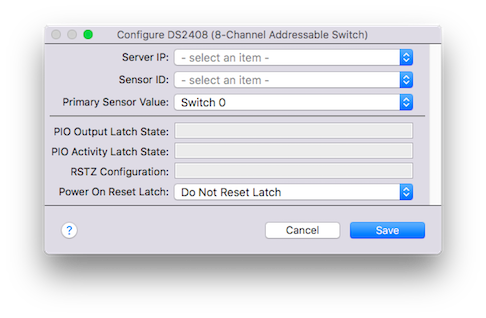 Configure DS2408 (8-Channel Addressable Switch)
Server IP: - select an item -
Sensor ID: - select an item -
Primary Sensor Value: Switch 0
PIO Output Latch State:
PIO Activity Latch State:
RSTZ Configuration:
Power On Reset Latch: Do Not Reset Latch
? Cancel Save